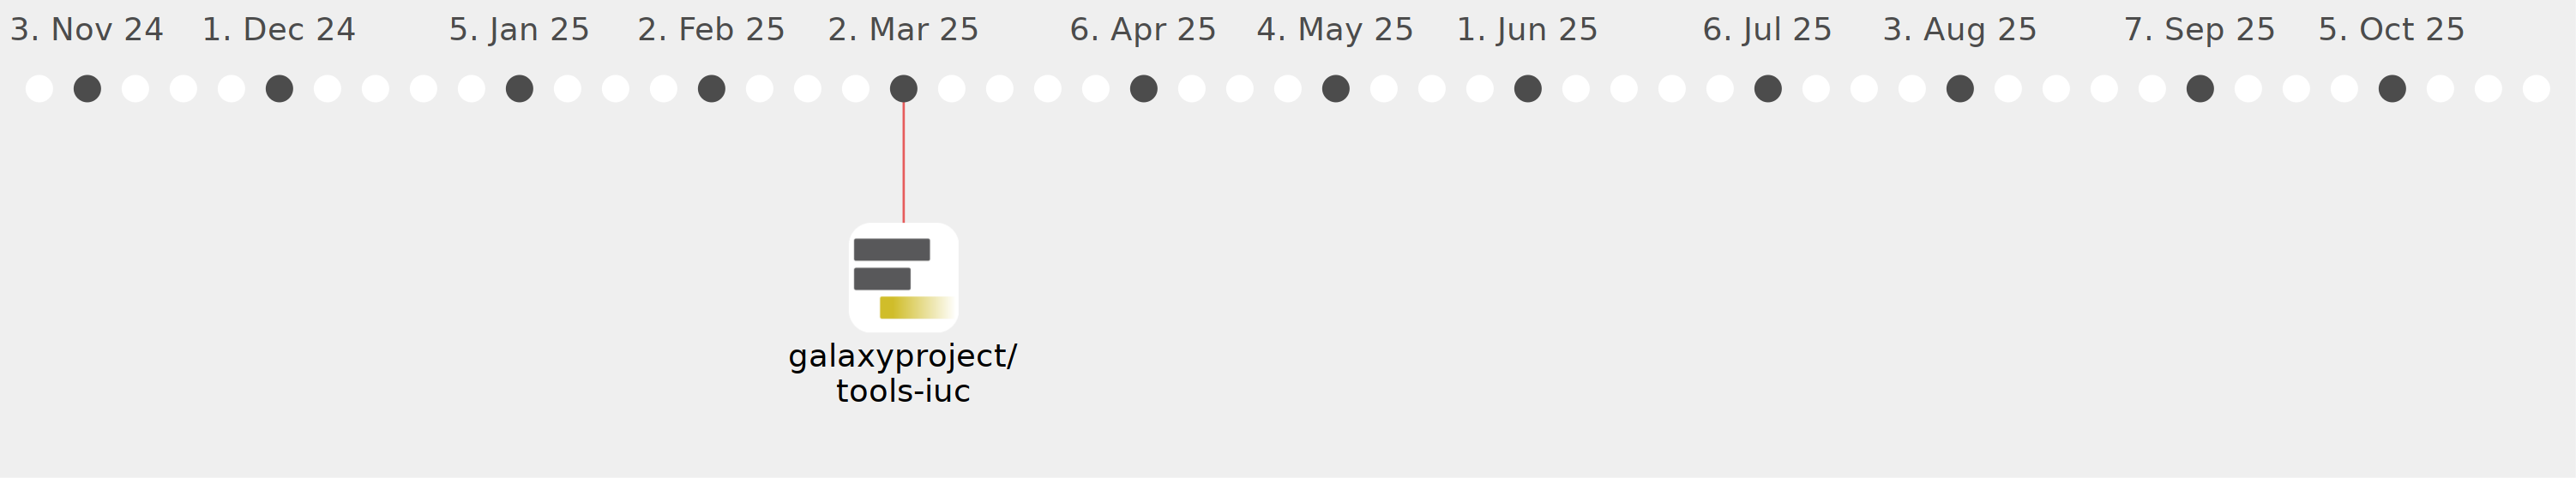 3. Nov 24 1. Dec 24 5. Jan 25 2. Feb 25 2. Mar 25 6. Apr 25 4. May 25 1. Jun 25 6. Jul 25 3. Aug 25 7. Sep 25 5. Oct 25
galaxyproject/
tools-iuc